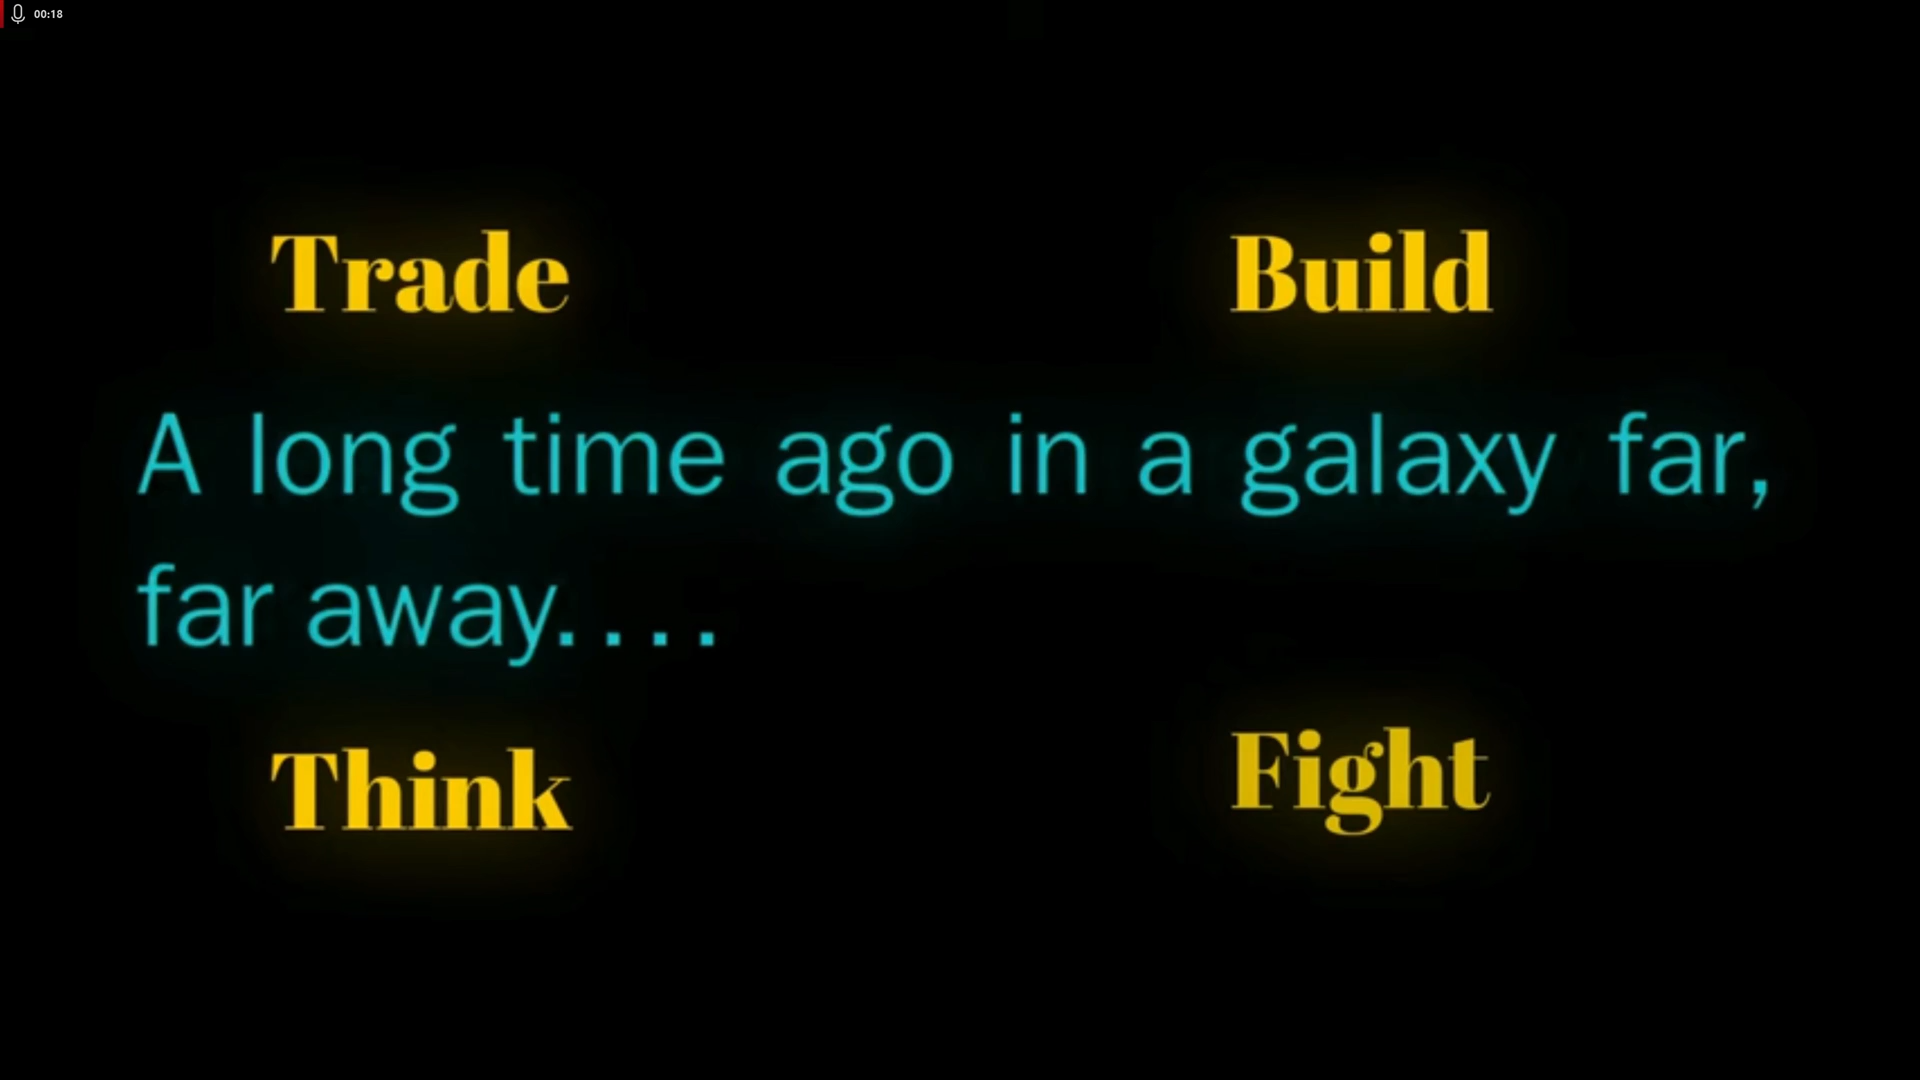 00:18
Trade
Build
A long time ago in a galaxy far,
far away....
Think
Fight